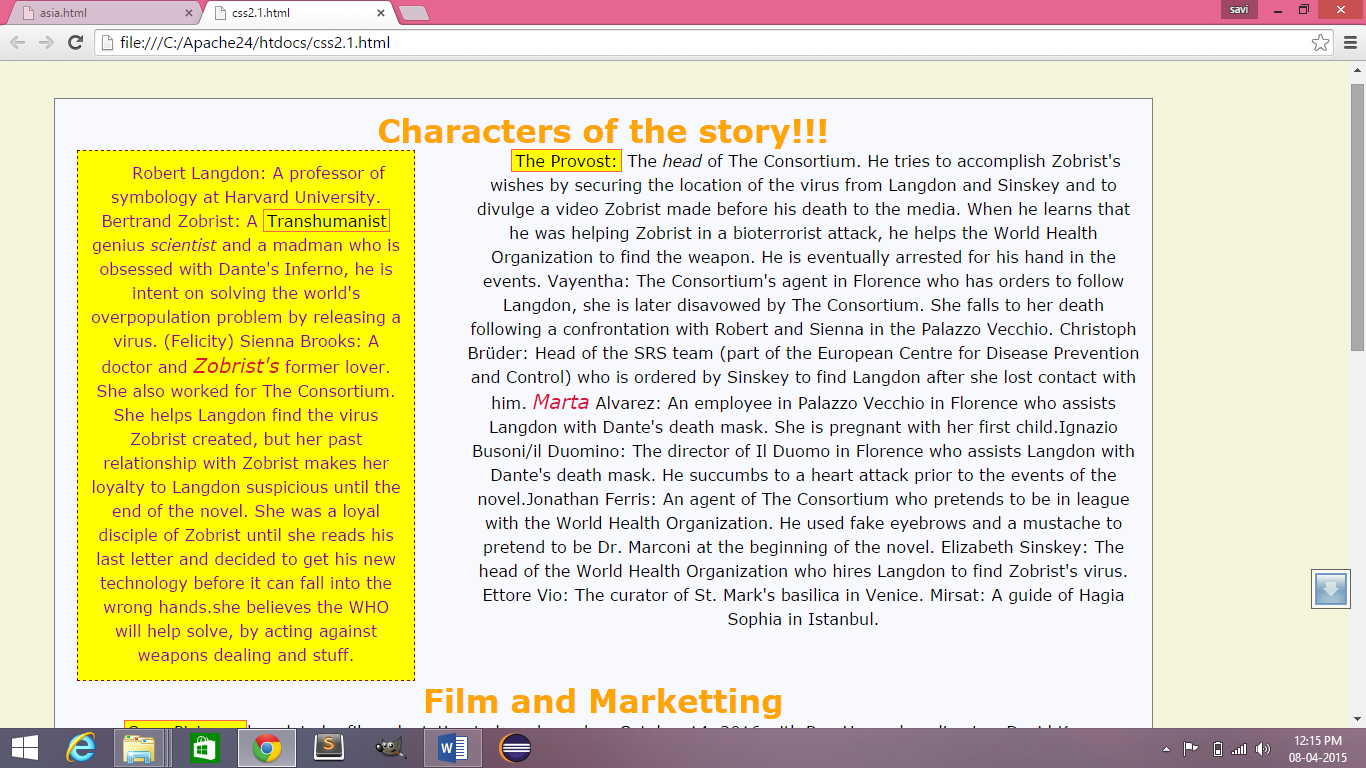 asia.html
css2.1.html
savi
file:///C:/Apache24/htdocs/css2.1.html
Characters of the story!!!
Robert Langdon: A professor of
symbology at Harvard University.
Bertrand Zobrist: A Transhumanist
genius scientist and a madman who is
obsessed with Dante's Inferno, he is
intent on solving the world's
overpopulation problem by releasing a
virus. (Felicity) Sienna Brooks: A
doctor and Zobrist's former lover.
She also worked for The Consortium.
She helps Langdon find the virus
Zobrist created, but her past
relationship with Zobrist makes her
loyalty to Langdon suspicious until the
end of the novel. She was a loyal
disciple of Zobrist until she reads his
last letter and decided to get his new
technology before it can fall into the
wrong hands.she believes the WHO
will help solve, by acting against
weapons dealing and stuff.
The Provost: The head of The Consortium. He tries to accomplish Zobrist's
wishes by securing the location of the virus from Langdon and Sinskey and to
divulge a video Zobrist made before his death to the media. When he learns that
he was helping Zobrist in a bioterrorist attack, he helps the World Health
Organization to find the weapon. He is eventually arrested for his hand in the
events. Vayentha: The Consortium's agent in Florence who has orders to follow
Langdon, she is later disavowed by The Consortium. She falls to her death
following a confrontation with Robert and Sienna in the Palazzo Vecchio. Christoph
Brüder: Head of the SRS team (part of the European Centre for Disease Prevention
and Control) who is ordered by Sinskey to find Langdon after she lost contact with
him. Marta Alvarez: An employee in Palazzo Vecchio in Florence who assists
Langdon with Dante's death mask. She is pregnant with her first child.Ignazio
Busoni/il Duomino: The director of Il Duomo in Florence who assists Langdon with
Dante's death mask. He succumbs to a heart attack prior to the events of the
novel.Jonathan Ferris: An agent of The Consortium who pretends to be in league
with the World Health Organization. He used fake eyebrows and a mustache to
pretend to be Dr. Marconi at the beginning of the novel. Elizabeth Sinskey: The
head of the World Health Organization who hires Langdon to find Zobrist's virus.
Ettore Vio: The curator of St. Mark's basilica in Venice. Mirsat: A guide of Hagia
Sophia in Istanbul.
Film and Marketting
12:15 PM
08-04-2015